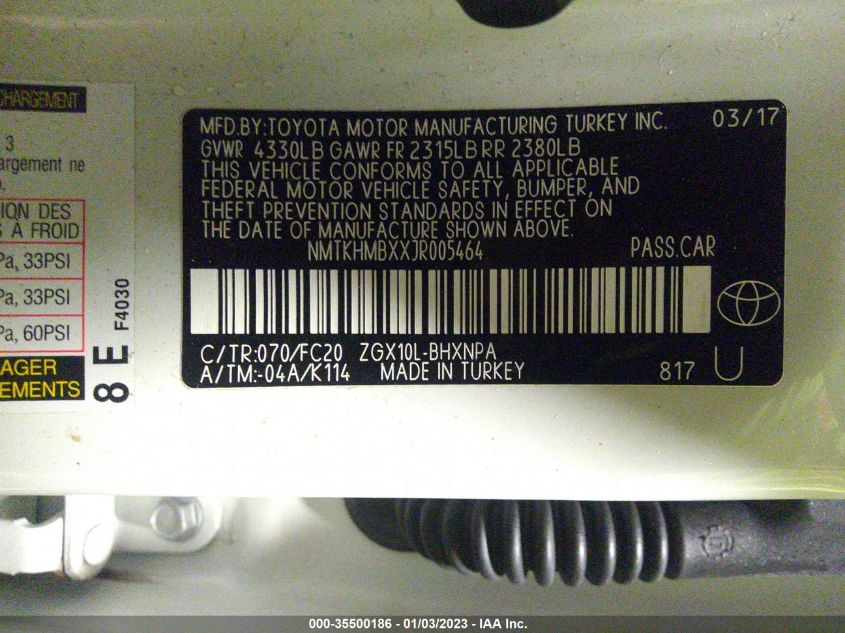 CHARGEMENT
3
argement ne
ION DES
S À FROID
Pa, 33PSI
Pa, 33PSI
Pa, 60PSI
AGER
EMENTS
8 E F4030
MFD.BY:TOYOTA MOTOR MANUFACTURING TURKEY INC. 03/17
GVWR 4330LB GAWR FR 2315LB RR 2380LB
THIS VEHICLE CONFORMS TO ALL APPLICABLE
FEDERAL MOTOR VEHICLE SAFETY, BUMPER, AND
THEFT PREVENTION STANDARDS IN EFFECT ON
THE DATE OF MANUFACTURE SHOWN ABOVE.
NMTKHMBXXJR005464 PASS.CAR
C/TR:070/FC20 ZGX10L-BHXNPA
A/TM:-04A/K114 MADE IN TURKEY 817 U
000-35500186 - 01/03/2023 - IAA Inc.